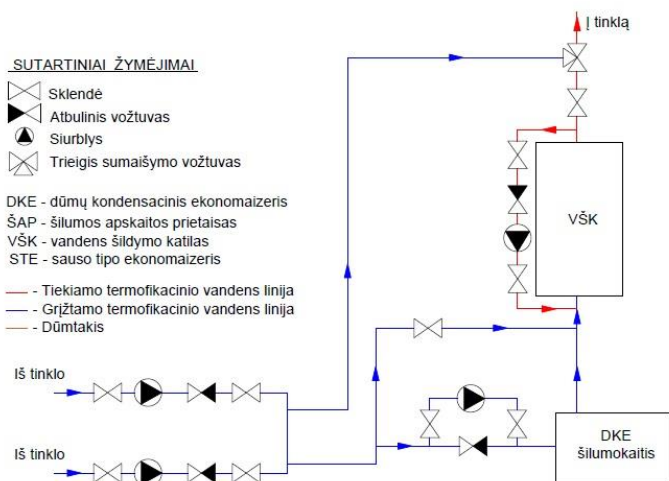 Į tinklą
SUTARTINIAI ŽYMĖJIMAI
Sklendė
Atbulinis vožtuvas
Siurblys
Trieigis sumaišymo vožtuvas
DKE - dūmų kondensacinis ekonomaizeris
ŠAP - šilumos apskaitos prietaisas
VŠK - vandens šildymo katilas
STE - sauso tipo ekonomaizeris
- Tiekiamo termofikacinio vandens linija
- Grįžtamo termofikacinio vandens linija
- Dūmtakis
VŠK
Iš tinklo
Iš tinklo
DKE
šilumokaitis